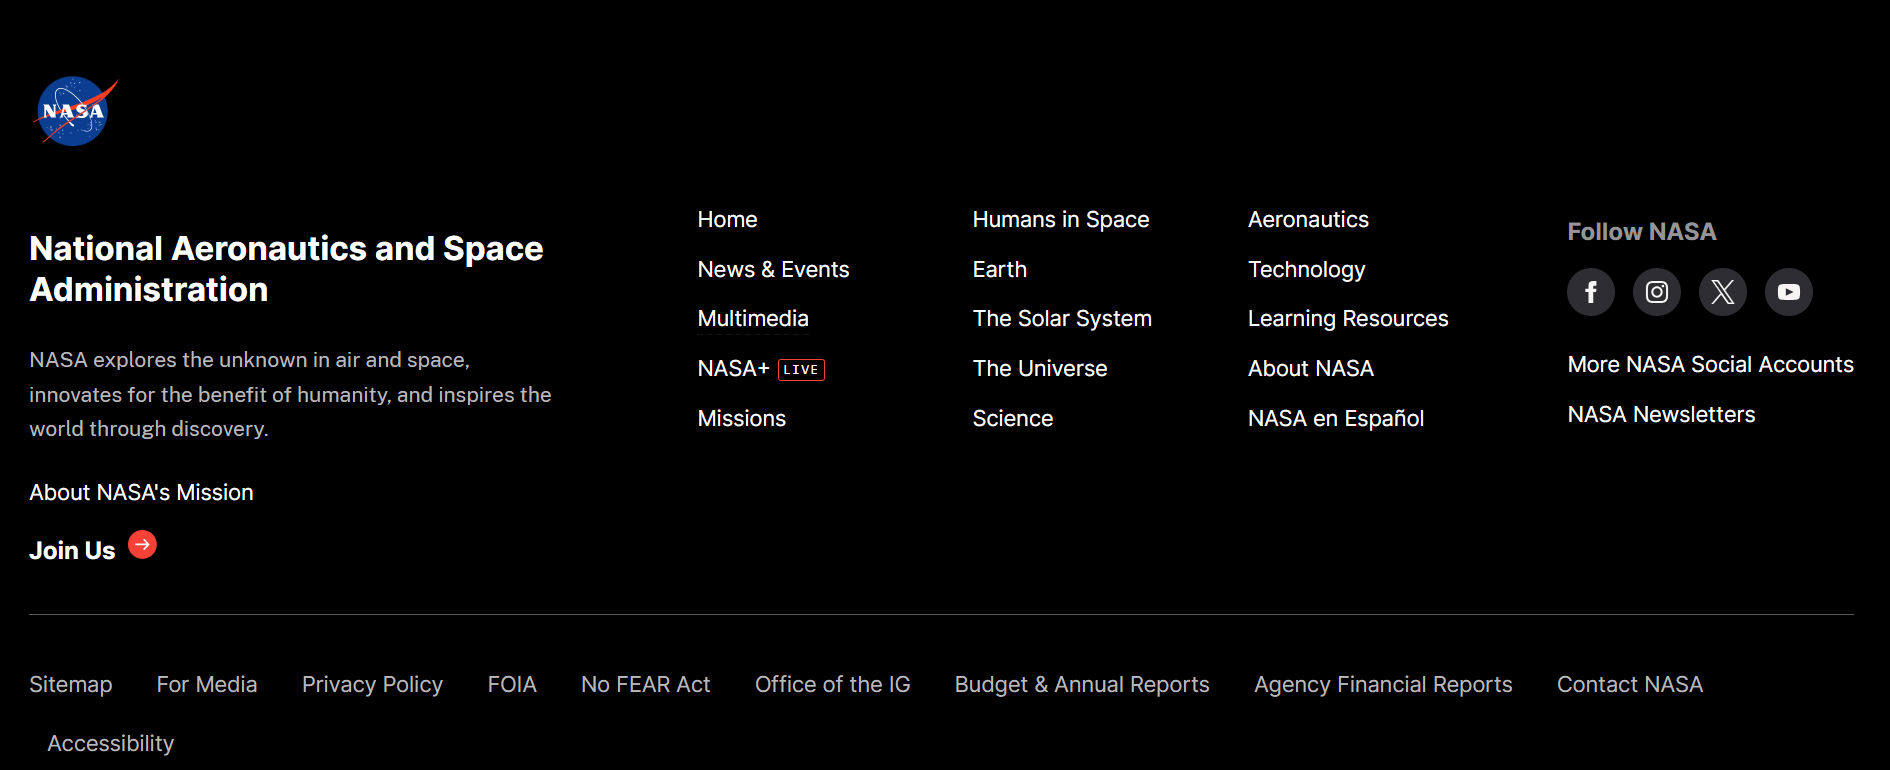 NASA
National Aeronautics and Space
Administration
NASA explores the unknown in air and space,
innovates for the benefit of humanity, and inspires the
world through discovery.
About NASA's Mission
Join Us
Home
News & Events
Multimedia
NASA+ LIVE
Missions
Humans in Space
Earth
The Solar System
The Universe
Science
Aeronautics
Technology
Learning Resources
About NASA
NASA en Español
Follow NASA
More NASA Social Accounts
NASA Newsletters
Sitemap For Media Privacy Policy FOIA No FEAR Act Office of the IG Budget & Annual Reports Agency Financial Reports Contact NASA
Accessibility